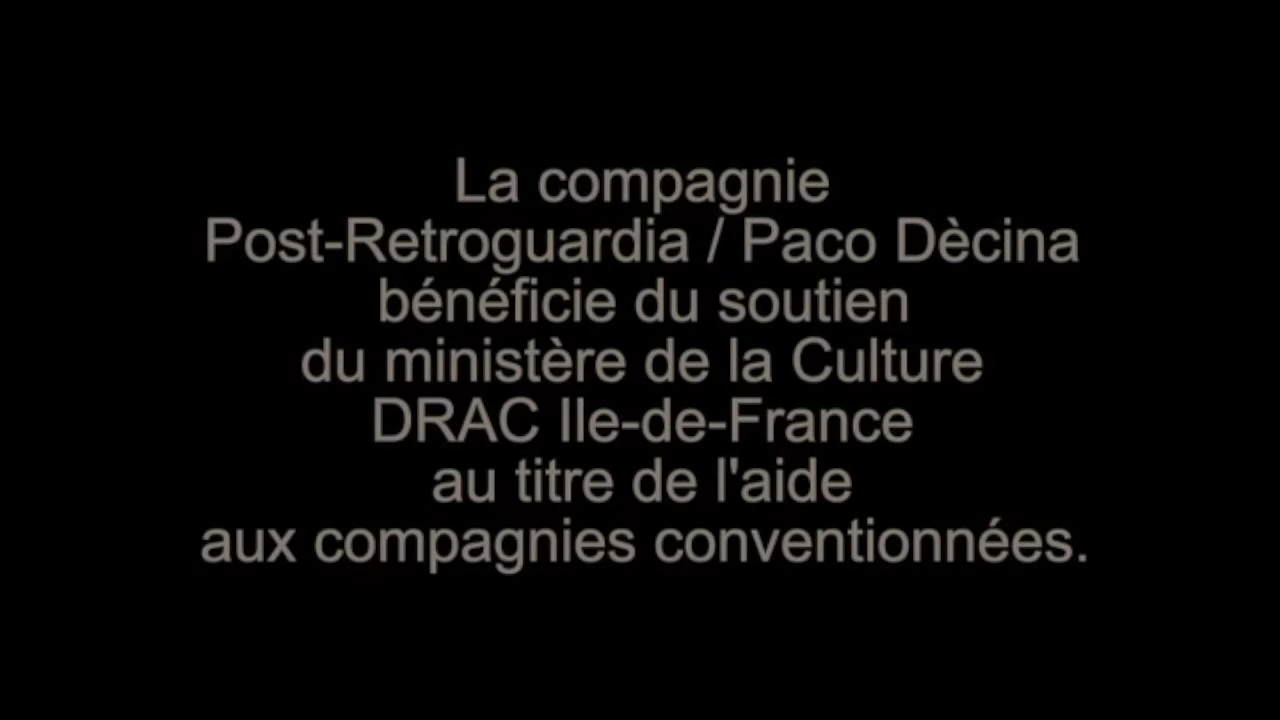 La compagnie
Post-Retroguardia / Paco Dècina
bénéficie du soutien
du ministère de la Culture
DRAC Ile-de-France
au titre de l'aide
aux compagnies conventionnées.